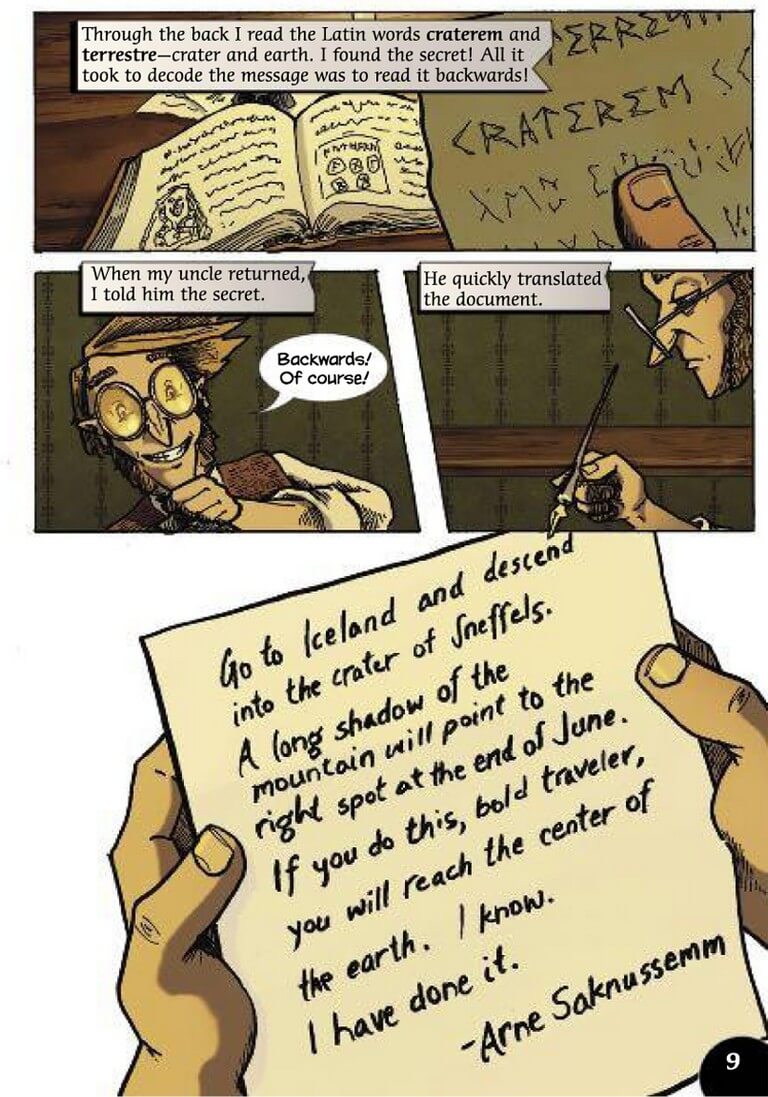 Through the back I read the Latin words craterem and
terrestre—crater and earth. I found the secret! All it
took to decode the message was to read it backwards!
CRATEREM
When my uncle returned,
I told him the secret.
Backwards!
Of course!
He quickly translated
the document.
Go to Iceland and descend
into the crater of Sneffels.
A long shadow of the
mountain will point to the
right spot at the end of June.
If you do this, bold traveler,
you will reach the center of
the earth. I know.
I have done it.
-Arne Saknussemm
9